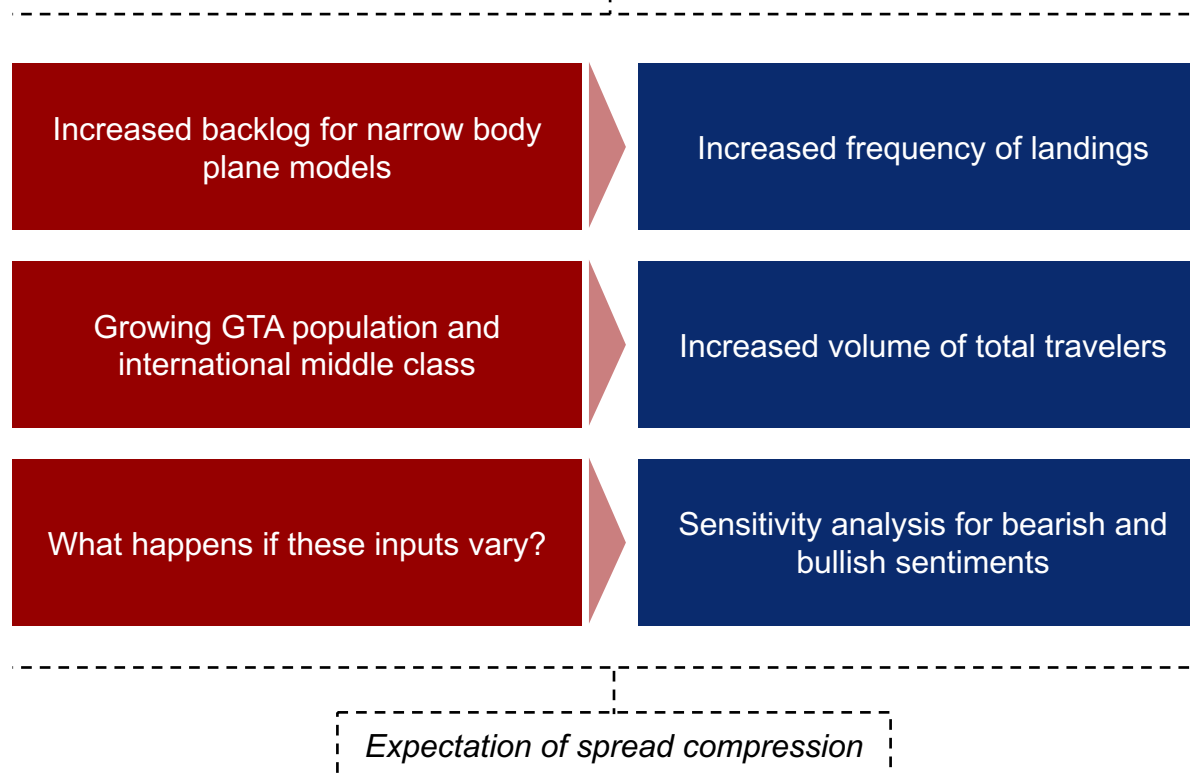 Increased backlog for narrow body
plane models
Increased frequency of landings
Growing GTA population and
international middle class
Increased volume of total travelers
What happens if these inputs vary?
Sensitivity analysis for bearish and
bullish sentiments
Expectation of spread compression